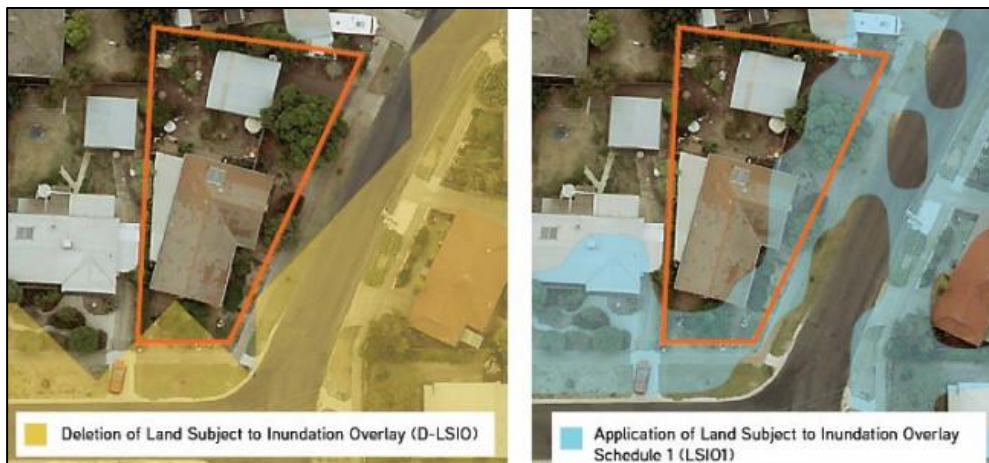 Deletion of Land Subject to Inundation Overlay (D-LSIO)
Application of Land Subject to Inundation Overlay
Schedule 1 (LSIO1)